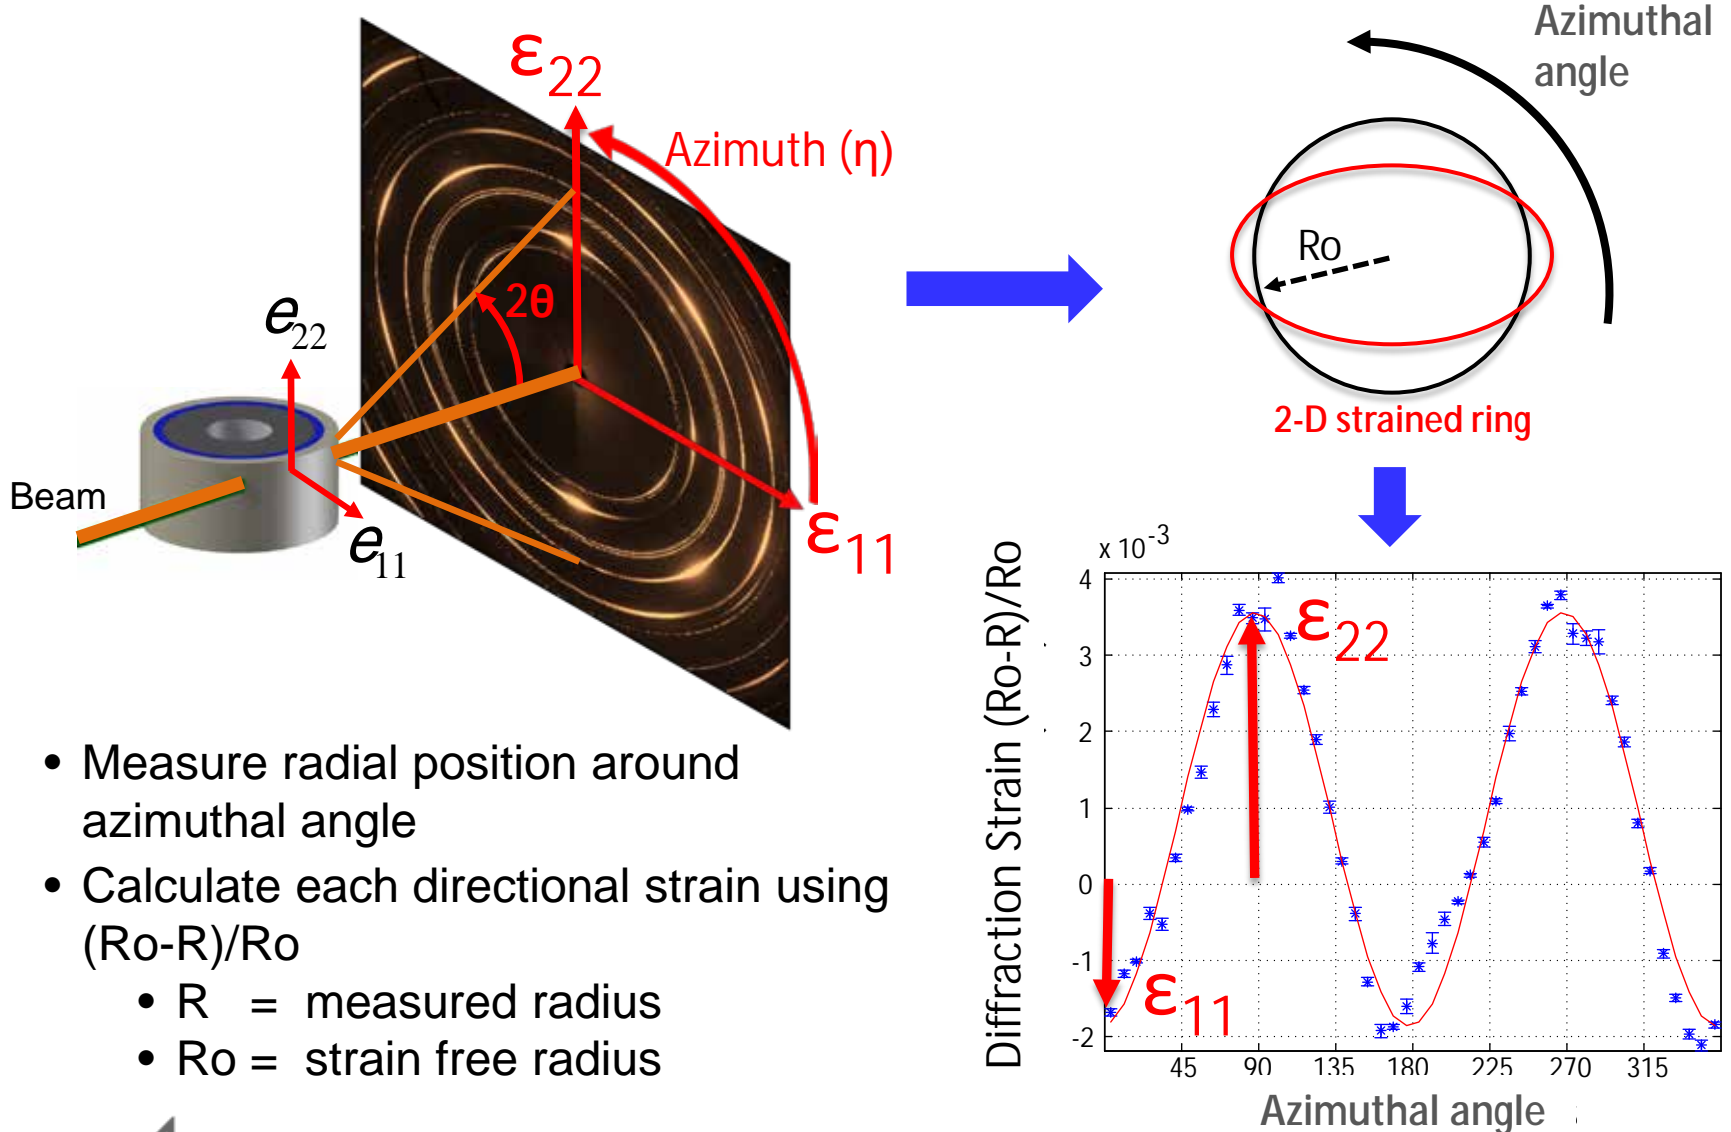 ε22
Azimuth (η)
2θ
e22
Beam
e11
ε11
Azimuthal
angle
Ro
2-D strained ring
• Measure radial position around
azimuthal angle
• Calculate each directional strain using
(Ro-R)/Ro
• R = measured radius
• Ro = strain free radius
Diffraction Strain (Ro-R)/Ro
x 10-3
4
3
2
1
0
-1
-2
ε22
ε11
45 90 135 180 225 270 315
Azimuthal angle